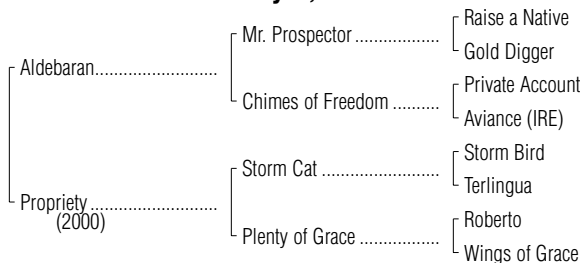 Raise a Native
Mr. Prospector ..................
Gold Digger
Aldebaran..........................
Private Account
Chimes of Freedom ..........
Aviance (IRE)
Storm Bird
Storm Cat .........................
Terlingua
Propriety ...........................
(2000)
Roberto
Plenty of Grace .................
Wings of Grace